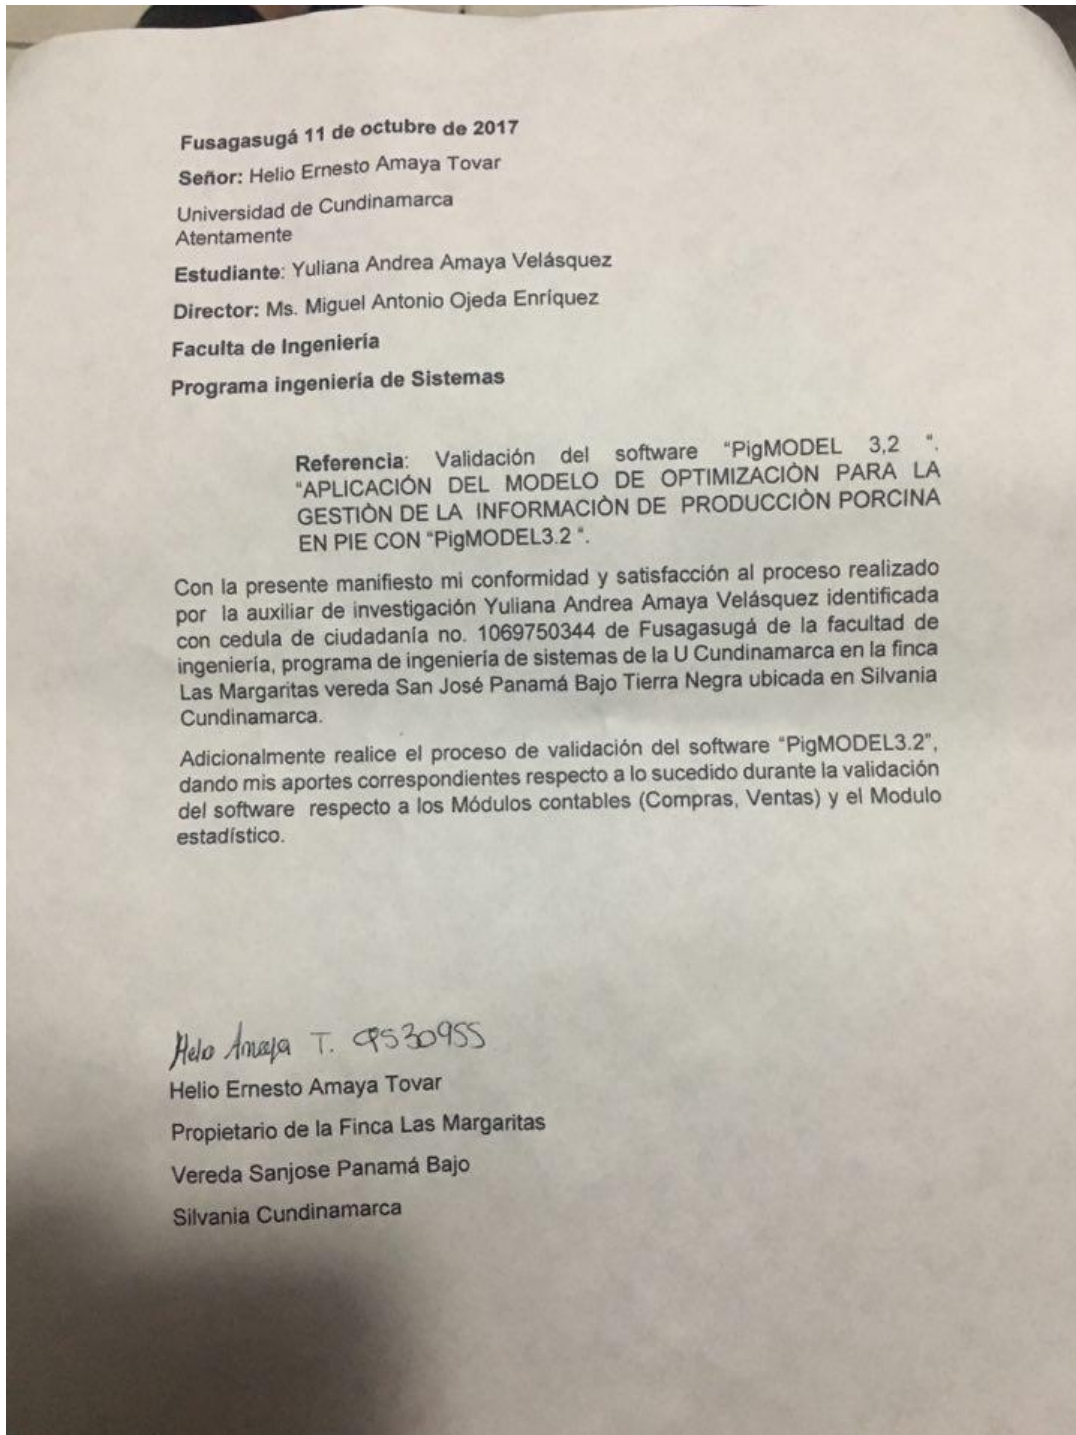 Fusagasugá 11 de octubre de 2017
Señor: Helio Ernesto Amaya Tovar
Universidad de Cundinamarca
Atentamente
Estudiante: Yuliana Andrea Amaya Velásquez
Director: Ms. Miguel Antonio Ojeda Enríquez
Faculta de Ingeniería
Programa ingeniería de Sistemas
Referencia: Validación del software "PigMODEL 3,2 ".
"APLICACIÓN DEL MODELO DE OPTIMIZACIÒN PARA LA
GESTIÒN DE LA INFORMACIÒN DE PRODUCCIÒN PORCINA
EN PIE CON "PigMODEL3.2 ".
Con la presente manifiesto mi conformidad y satisfacción al proceso realizado
por la auxiliar de investigación Yuliana Andrea Amaya Velásquez identificada
con cedula de ciudadanía no. 1069750344 de Fusagasugá de la facultad de
ingeniería, programa de ingeniería de sistemas de la U Cundinamarca en la finca
Las Margaritas vereda San José Panamá Bajo Tierra Negra ubicada en Silvania
Cundinamarca.
Adicionalmente realice el proceso de validación del software "PigMODEL3.2",
dando mis aportes correspondientes respecto a lo sucedido durante la validación
del software respecto a los Módulos contables (Compras, Ventas) y el Modulo
estadístico.
Helo Amaya T. 9530955
Helio Ernesto Amaya Tovar
Propietario de la Finca Las Margaritas
Vereda Sanjose Panamá Bajo
Silvania Cundinamarca